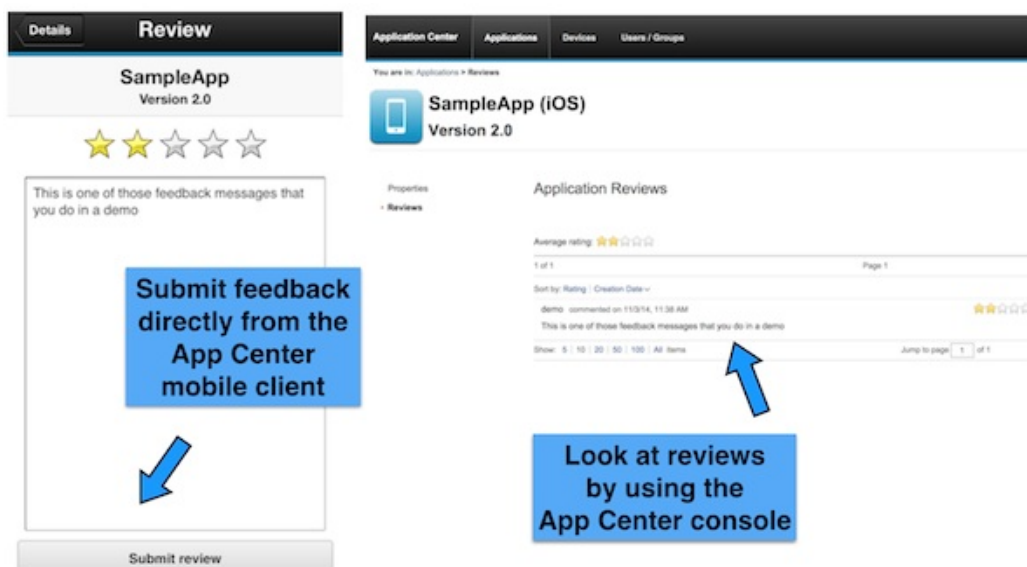 Details
Review
SampleApp
Version 2.0
This is one of those feedback messages that
you do in a demo
Submit feedback
directly from the
App Center
mobile client
Submit review
Application Center Applications Devices Users / Groups
You are in: Applications > Reviews
SampleApp (iOS)
Version 2.0
Properties
Reviews
Application Reviews
Average rating:
1 of 1 Page 1
Sort by: Rating | Creation Date
demo commented on 11/3/14, 11:38 AM
This is one of those feedback messages that you do in a demo
Show: 5 | 10 | 20 | 50 | 100 | All items Jump to page 1 of 1
Look at reviews
by using the
App Center console